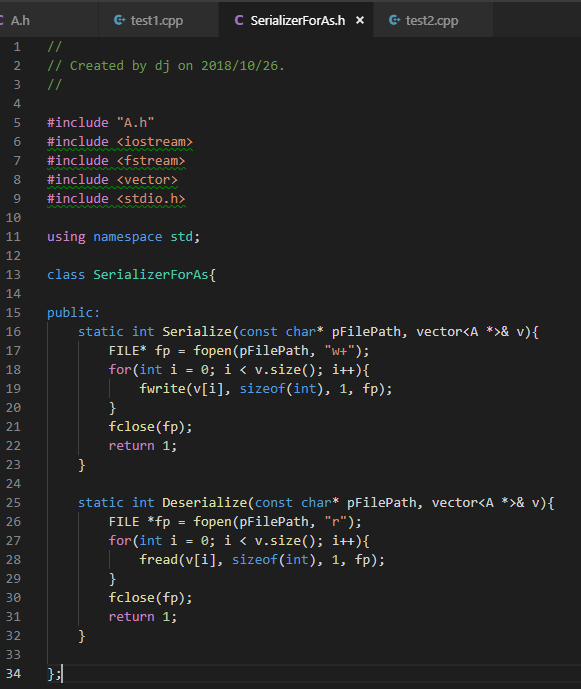 A.h test1.cpp SerializerForAs.h × test2.cpp
1 //
2 // Created by dj on 2018/10/26.
3 //
4
5 #include "A.h"
6 #include <iostream>
7 #include <fstream>
8 #include <vector>
9 #include <stdio.h>
10
11 using namespace std;
12
13 class SerializerForAs{
14
15 public:
16     static int Serialize(const char* pFilePath, vector<A *>& v){
17         FILE* fp = fopen(pFilePath, "w+");
18         for(int i = 0; i < v.size(); i++){
19             fwrite(v[i], sizeof(int), 1, fp);
20         }
21         fclose(fp);
22         return 1;
23     }
24
25     static int Deserialize(const char* pFilePath, vector<A *>& v){
26         FILE *fp = fopen(pFilePath, "r");
27         for(int i = 0; i < v.size(); i++){
28             fread(v[i], sizeof(int), 1, fp);
29         }
30         fclose(fp);
31         return 1;
32     }
33
34 };